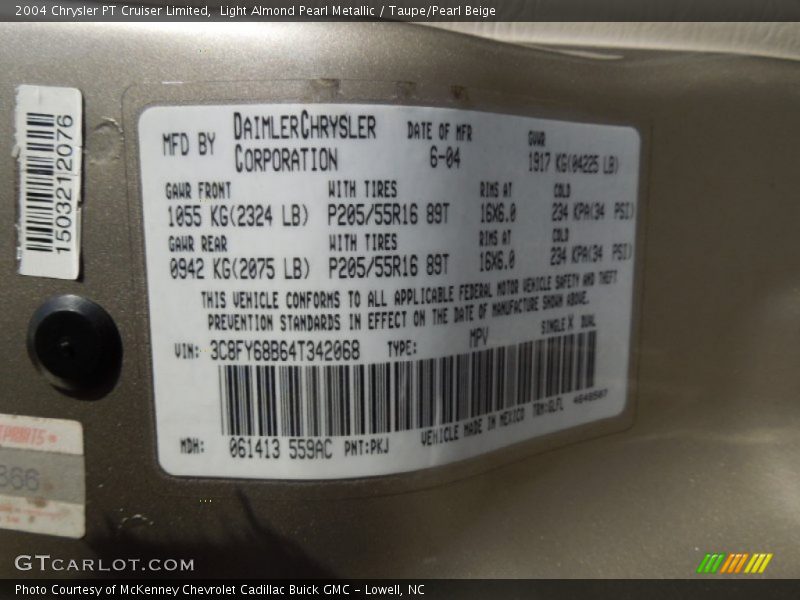 2004 Chrysler PT Cruiser Limited,  Light Almond Pearl Metallic / Taupe/Pearl Beige
1503212076
MFD BY DAIMLERCHRYSLER CORPORATION
DATE OF MFR 6-04
GVWR 1917 KG(04225 LB)
GAWR FRONT WITH TIRES RIMS AT COLD
1055 KG(2324 LB) P205/55R16 89T 16X6.0 234 KPA(34 PSI)
GAWR REAR WITH TIRES RIMS AT COLD
0942 KG(2075 LB) P205/55R16 89T 16X6.0 234 KPA(34 PSI)
THIS VEHICLE CONFORMS TO ALL APPLICABLE FEDERAL MOTOR VEHICLE SAFETY AND THEFT
PREVENTION STANDARDS IN EFFECT ON THE DATE OF MANUFACTURE SHOWN ABOVE.
SINGLE X DUAL
VIN: 3C8FY68B64T342068 TYPE: MPV
MDH: 061413 559AC PNT:PKJ VEHICLE MADE IN MEXICO TRM:GLFL
866
GTCARLOT.COM
Photo Courtesy of McKenney Chevrolet Cadillac Buick GMC - Lowell, NC